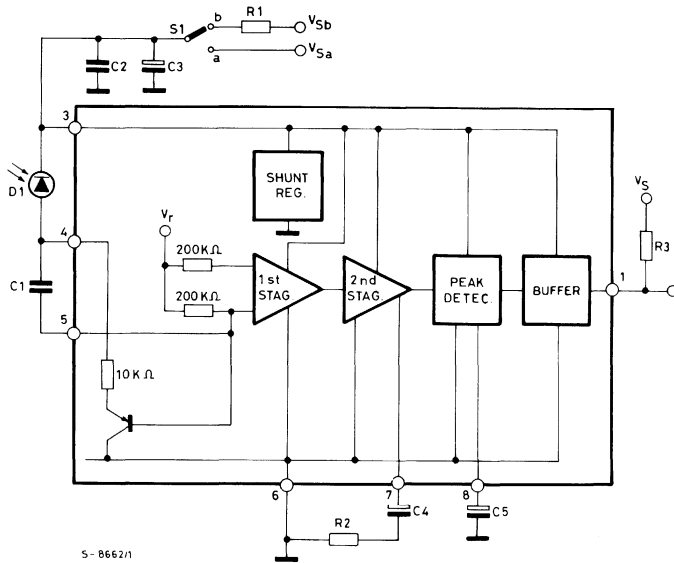 S1
b
R1
VSb
a
VSa
C2
C3
3
D1
SHUNT
REG.
VS
R3
Vr
4
200KΩ
1st
STAG.
2nd
STAG.
PEAK
DETEC.
BUFFER
1
C1
200KΩ
5
10KΩ
6
7
8
C4
C5
R2
S-8662/1